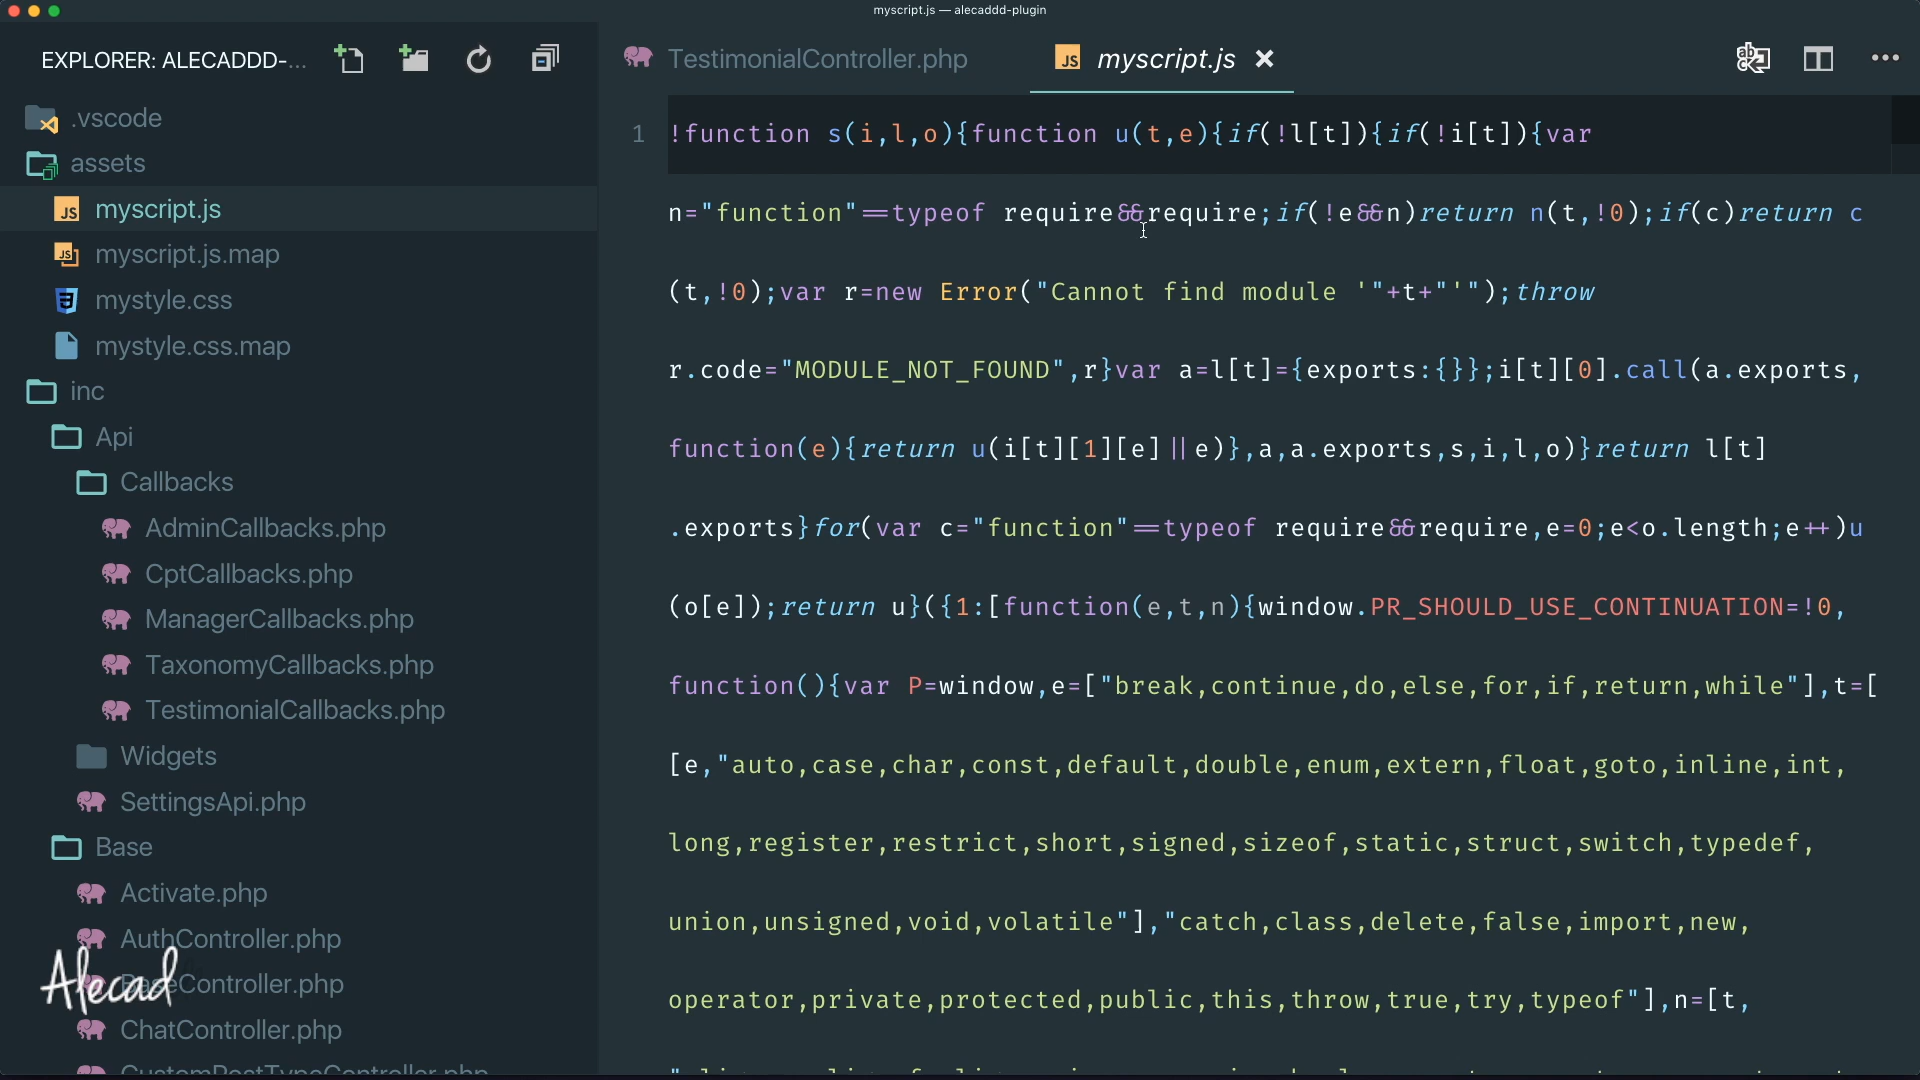 myscript.js — alecaddd-plugin
EXPLORER: ALECADDD-...
TestimonialController.php
JS myscript.js
.vscode
assets
JS myscript.js
JS myscript.js.map
mystyle.css
mystyle.css.map
inc
Api
Callbacks
AdminCallbacks.php
CptCallbacks.php
ManagerCallbacks.php
TaxonomyCallbacks.php
TestimonialCallbacks.php
Widgets
SettingsApi.php
Base
Activate.php
AuthController.php
BaseController.php
ChatController.php
CustomPostTypeController.php
Alecad
1 !function s(i,l,o){function u(t,e){if(!l[t]){if(!i[t]){var
n="function"==typeof require&&require;if(!e&&n)return n(t,!0);if(c)return c
(t,!0);var r=new Error("Cannot find module '"+t+"'");throw
r.code="MODULE_NOT_FOUND",r}var a=l[t]={exports:{}};i[t][0].call(a.exports,
function(e){return u(i[t][1][e]||e)},a,a.exports,s,i,l,o)}return l[t]
.exports}for(var c="function"==typeof require&&require,e=0;e<o.length;e++)u
(o[e]);return u}({1:[function(e,t,n){window.PR_SHOULD_USE_CONTINUATION=!0,
function(){var P=window,e=["break,continue,do,else,for,if,return,while"],t=[
[e,"auto,case,char,const,default,double,enum,extern,float,goto,inline,int,
long,register,restrict,short,signed,sizeof,static,struct,switch,typedef,
union,unsigned,void,volatile"],"catch,class,delete,false,import,new,
operator,private,protected,public,this,throw,true,try,typeof"],n=[t,